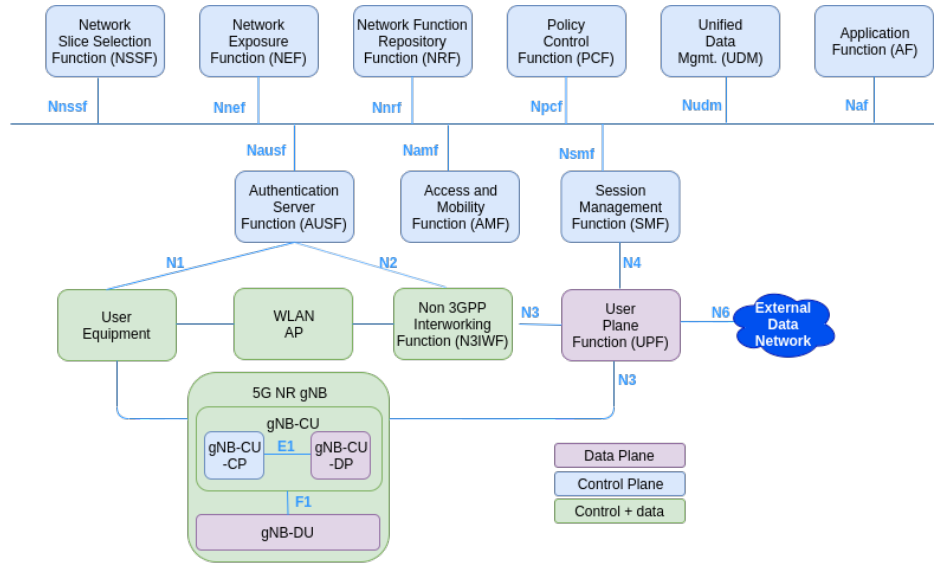 Network
Slice Selection
Function (NSSF)
Network
Exposure
Function (NEF)
Network Function
Repository
Function (NRF)
Policy
Control
Function (PCF)
Unified
Data
Mgmt. (UDM)
Application
Function (AF)
Nnssf
Nnef
Nnrf
Npcf
Nudm
Naf
Nausf
Namf
Nsmf
Authentication
Server
Function (AUSF)
Access and
Mobility
Function (AMF)
Session
Management
Function (SMF)
N1
N2
N4
User
Equipment
WLAN
AP
Non 3GPP
Interworking
Function (N3IWF)
N3
User
Plane
Function (UPF)
N6
External
Data
Network
N3
5G NR gNB
gNB-CU
gNB-CU
-CP
E1
gNB-CU
-DP
F1
gNB-DU
Data Plane
Control Plane
Control + data